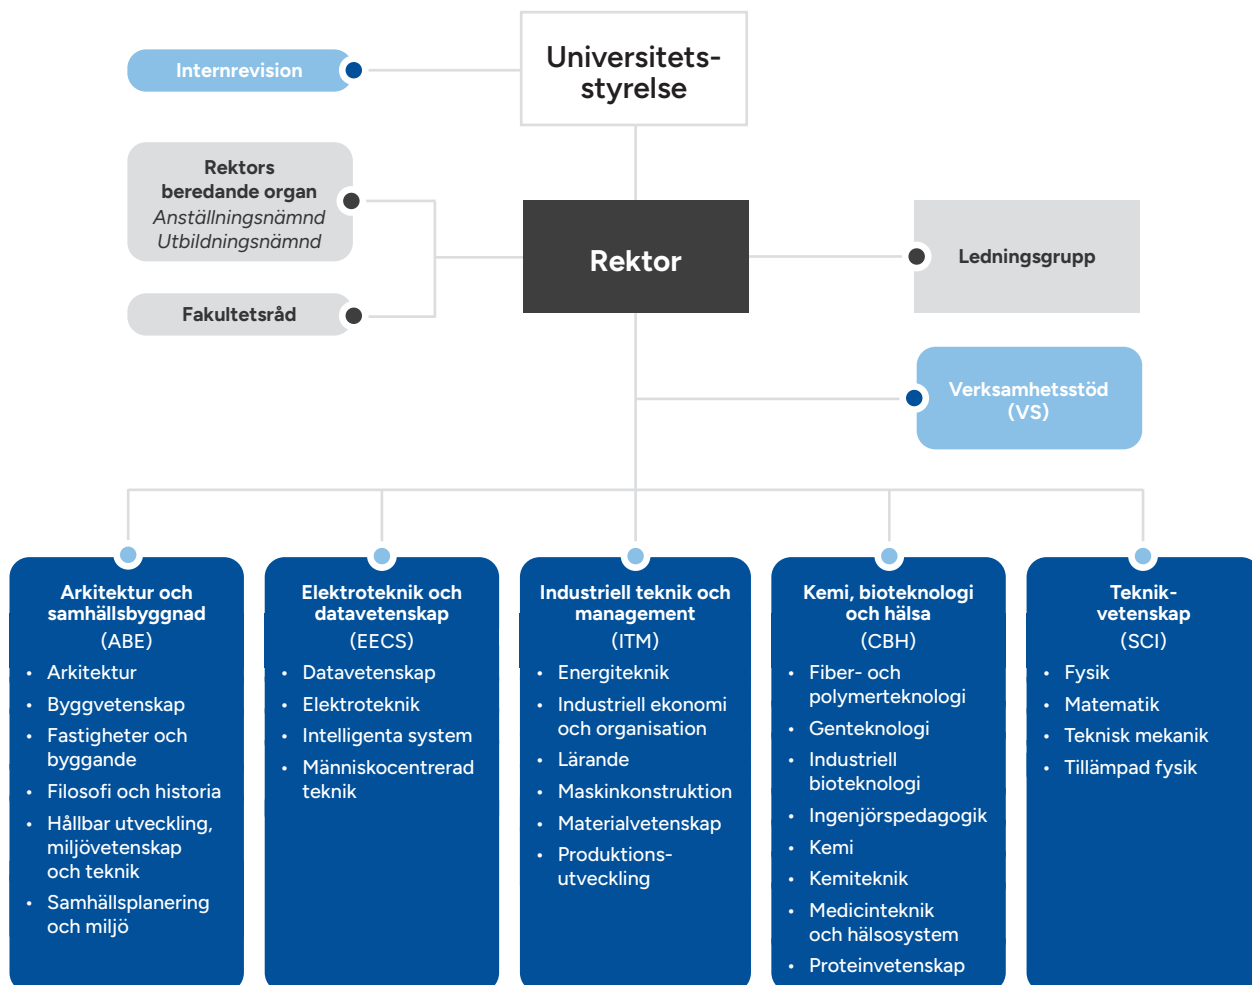 Universitets-
styrelse
Internrevision
Rektors
beredande organ
Anställningsnämnd
Utbildningsnämnd
Fakultetsråd
Rektor
Ledningsgrupp
Verksamhetsstöd
(VS)
Arkitektur och
samhällsbyggnad
(ABE)
• Arkitektur
• Byggvetenskap
• Fastigheter och
byggande
• Filosofi och historia
• Hållbar utveckling,
miljövetenskap
och teknik
• Samhällsplanering
och miljö
Elektroteknik och
datavetenskap
(EECS)
• Datavetenskap
• Elektroteknik
• Intelligenta system
• Människocentrerad
teknik
Industriell teknik och
management
(ITM)
• Energiteknik
• Industriell ekonomi
och organisation
• Lärande
• Maskinkonstruktion
• Materialvetenskap
• Produktions-
utveckling
Kemi, bioteknologi
och hälsa
(CBH)
• Fiber- och
polymerteknologi
• Genteknologi
• Industriell
bioteknologi
• Ingenjörspedagogik
• Kemi
• Kemiteknik
• Medicinteknik
och hälsosystem
• Proteinvetenskap
Teknik-
vetenskap
(SCI)
• Fysik
• Matematik
• Teknisk mekanik
• Tillämpad fysik